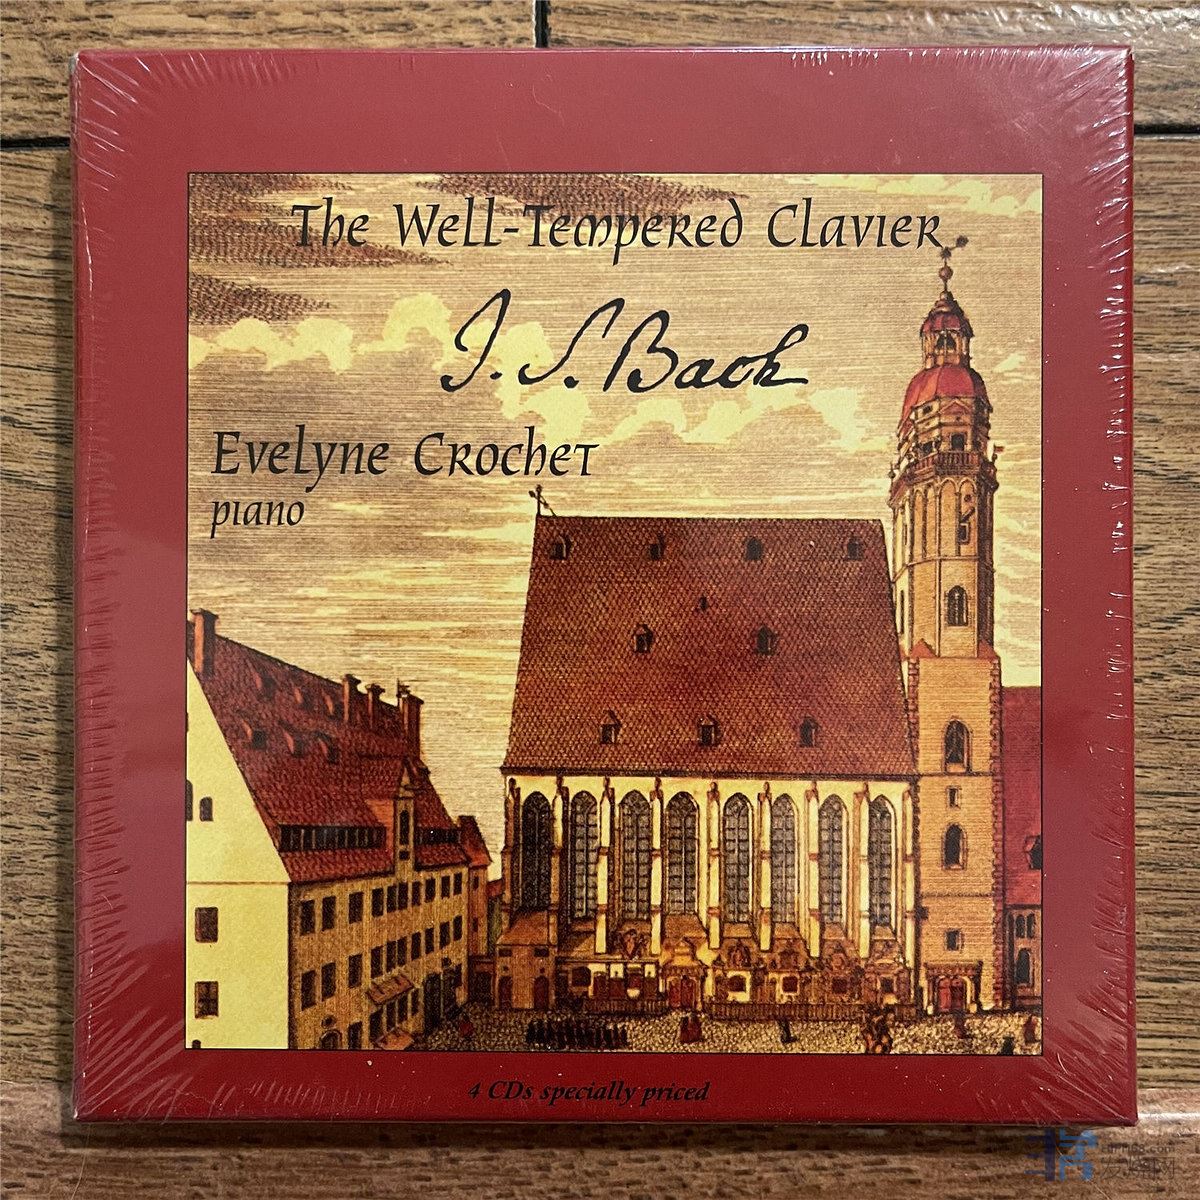 The Well-Tempered Clavier
J. S. Bach
Evelyne Crochet
piano
4 CDs specially priced